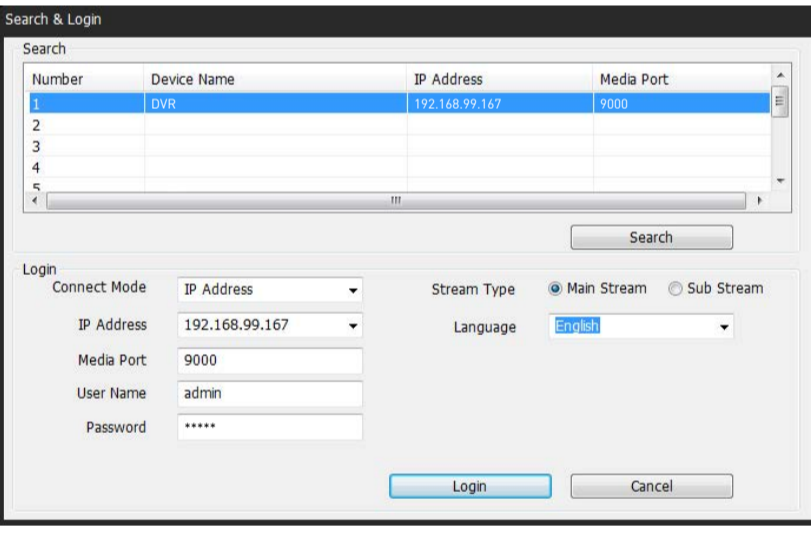 Search & Login
Search
Number Device Name IP Address Media Port
1 DVR 192.168.99.167 9000
2
3
4
5
Search
Login
Connect Mode IP Address Stream Type Main Stream Sub Stream
IP Address 192.168.99.167 Language English
Media Port 9000
User Name admin
Password *****
Login Cancel